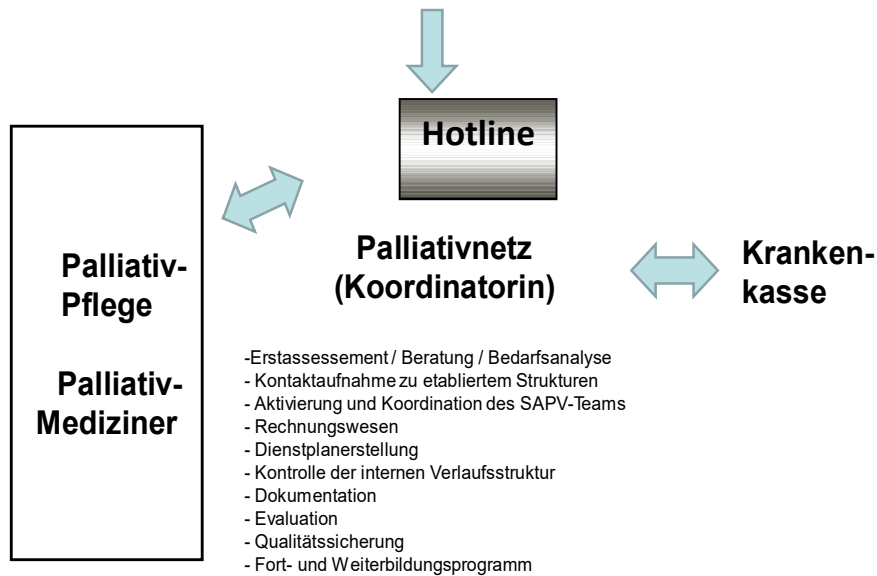 Hotline
Palliativ-
Pflege
Palliativ-
Mediziner
Palliativnetz
(Koordinatorin)
Kranken-
kasse
-Erstassessement / Beratung / Bedarfsanalyse
- Kontaktaufnahme zu etabliertem Strukturen
- Aktivierung und Koordination des SAPV-Teams
- Rechnungswesen
- Dienstplanerstellung
- Kontrolle der internen Verlaufsstruktur
- Dokumentation
- Evaluation
- Qualitätssicherung
- Fort- und Weiterbildungsprogramm